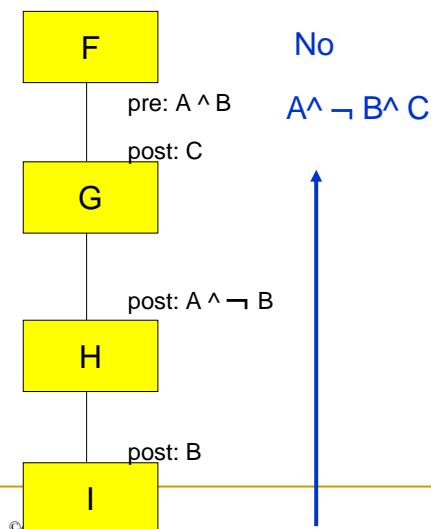 F
No
pre: A ^ B
A^ ¬ B^ C
post: C
G
post: A ^ ¬ B
H
post: B
I
©